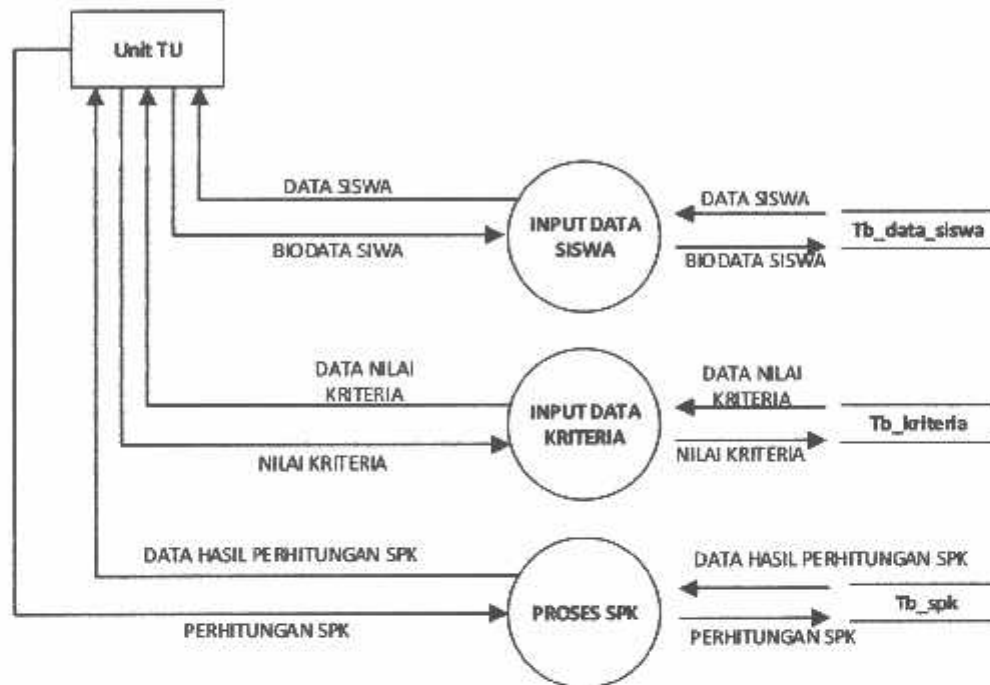 Unit TU
DATA SISWA
BIODATA SIWA
INPUT DATA
SISWA
DATA SISWA
BIODATA SISWA
Tb_data_siswa
DATA NILAI
KRITERIA
NILAI KRITERIA
INPUT DATA
KRITERIA
DATA NILAI
KRITERIA
NILAI KRITERIA
Tb_kriteria
DATA HASIL PERHITUNGAN SPK
PERHITUNGAN SPK
PROSES SPK
DATA HASIL PERHITUNGAN SPK
PERHITUNGAN SPK
Tb_spk